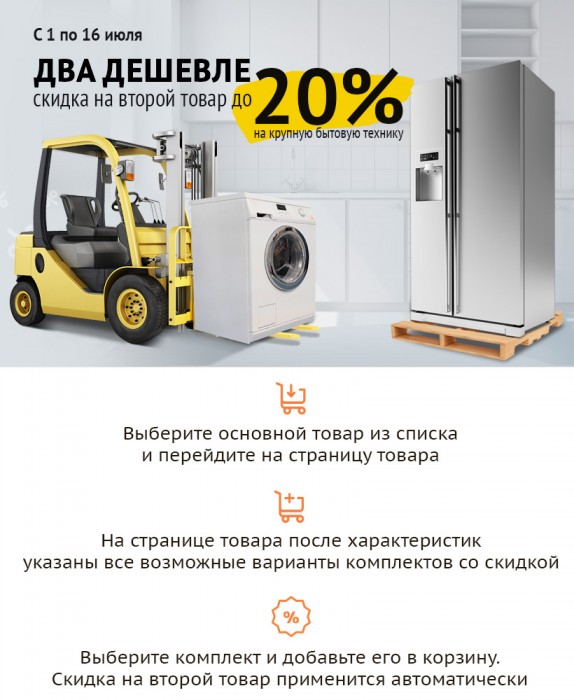 С 1 по 16 июля
ДВА ДЕШЕВЛЕ
скидка на второй товар до
20%
на крупную бытовую технику
Выберите основной товар из списка
и перейдите на страницу товара
На странице товара после характеристик
указаны все возможные варианты комплектов со скидкой
%
Выберите комплект и добавьте его в корзину.
Скидка на второй товар применится автоматически